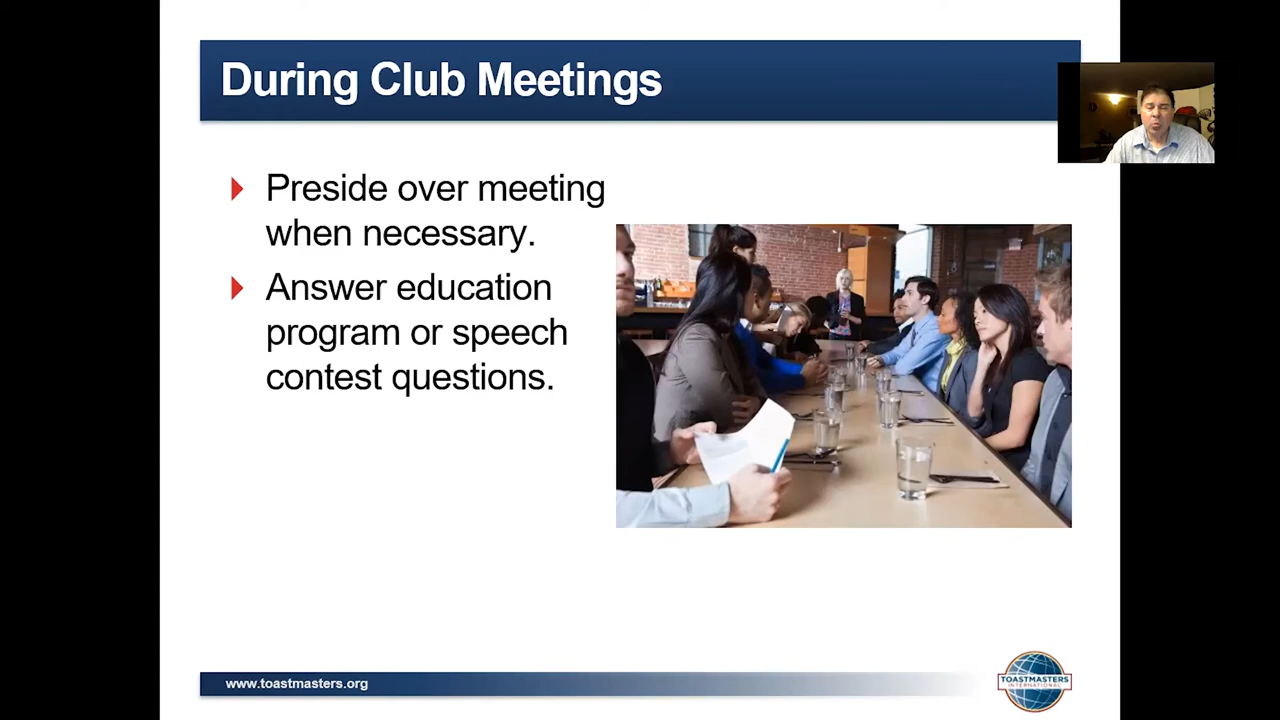 During Club Meetings
Preside over meeting
when necessary.
Answer education
program or speech
contest questions.
www.toastmasters.org
TOASTMASTERS
INTERNATIONAL